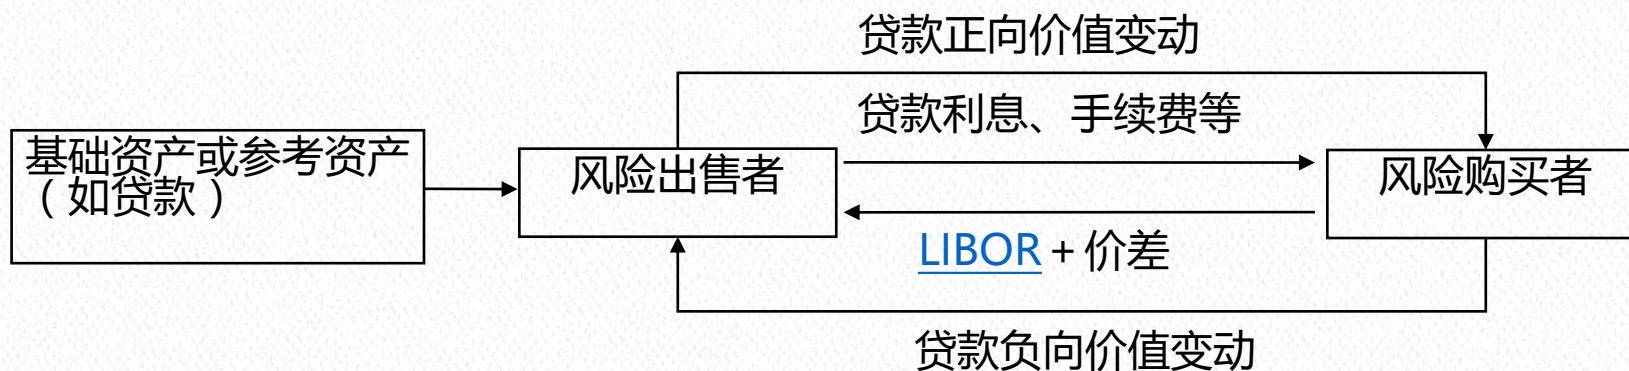 贷款正向价值变动
贷款利息、手续费等
基础资产或参考资产
（如贷款）
风险出售者
风险购买者
LIBOR + 价差
贷款负向价值变动